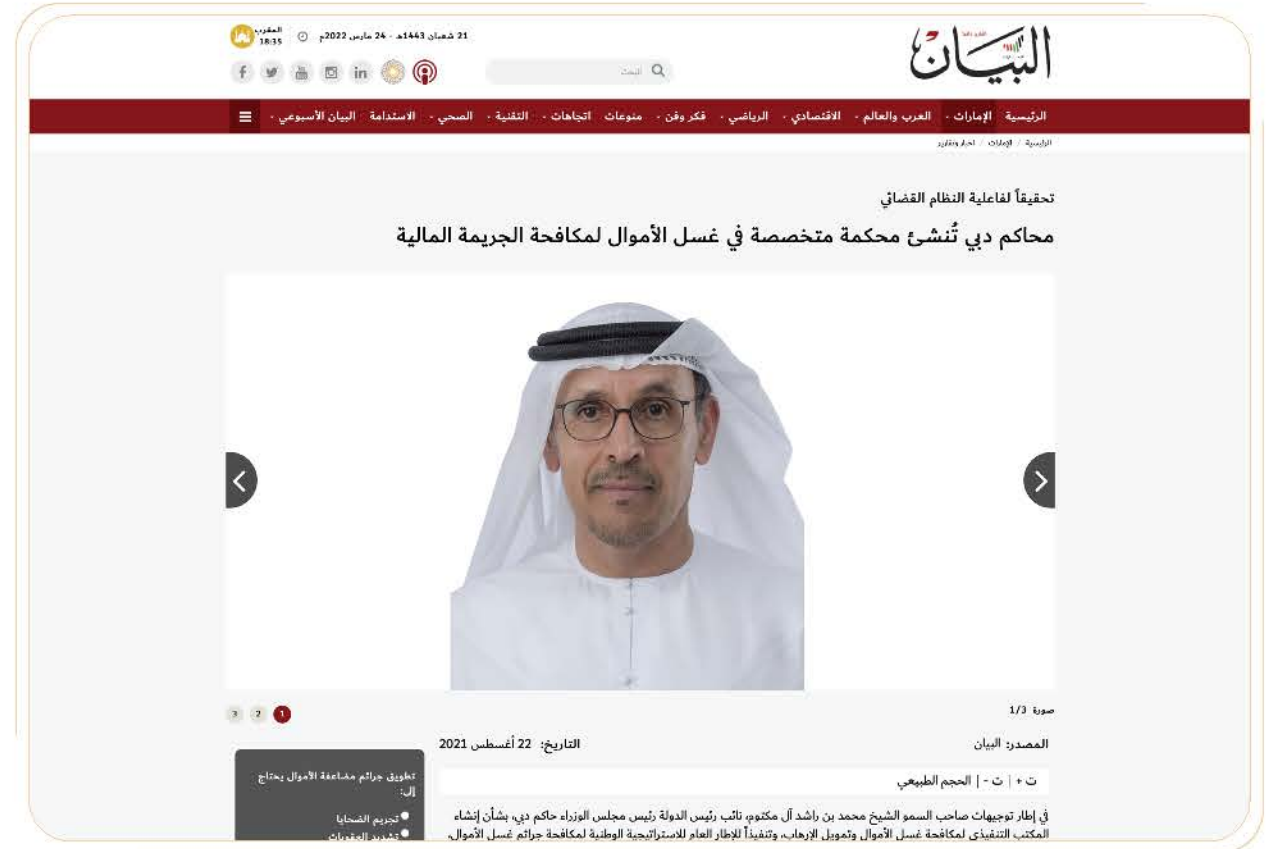 البيان
21 شعبان 1443هـ - 24 مارس 2022م
المغرب
18:35
البحث
الرئيسية الإمارات العرب والعالم الاقتصادي الرياضي فكر وفن منوعات اتجاهات التقنية الصحي الاستدامة البيان الأسبوعي
الرئيسية / الإمارات / اخبار وتقارير
تحقيقاً لفاعلية النظام القضائي
محاكم دبي تُنشئ محكمة متخصصة في غسل الأموال لمكافحة الجريمة المالية
صورة 1/3
1 2 3
المصدر: البيان
التاريخ: 22 أغسطس 2021
ت + | ت - | الحجم الطبيعي
في إطار توجيهات صاحب السمو الشيخ محمد بن راشد آل مكتوم، نائب رئيس الدولة رئيس مجلس الوزراء حاكم دبي، بشأن إنشاء
المكتب التنفيذي لمكافحة غسل الأموال وتمويل الإرهاب، وتنفيذاً للإطار العام للاستراتيجية الوطنية لمكافحة جرائم غسل الأموال،
تطويق جرائم مضاعفة الأموال يحتاج
إلى:
تجريم الضحايا
تشديد العقوبات